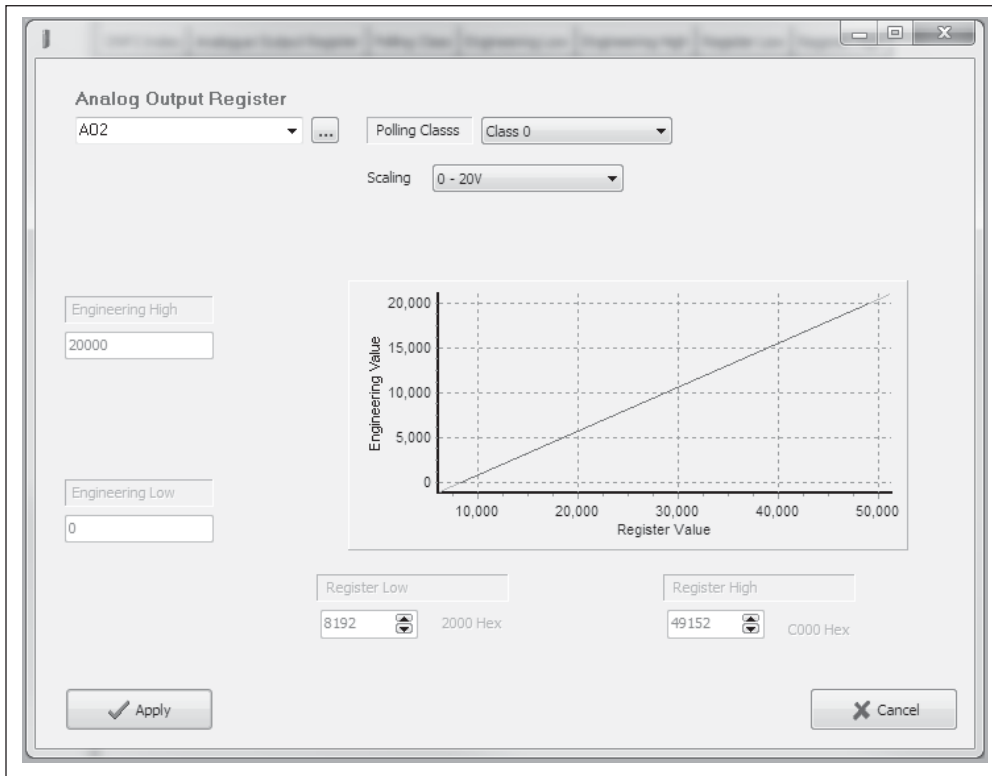 Analog Output Register
AO2
...
Polling Classs
Class 0
Scaling
0 - 20V
Engineering High
20000
Engineering Low
0
20,000
15,000
10,000
5,000
0
Engineering Value
10,000 20,000 30,000 40,000 50,000
Register Value
Register Low
8192
2000 Hex
Register High
49152
C000 Hex
Apply
Cancel